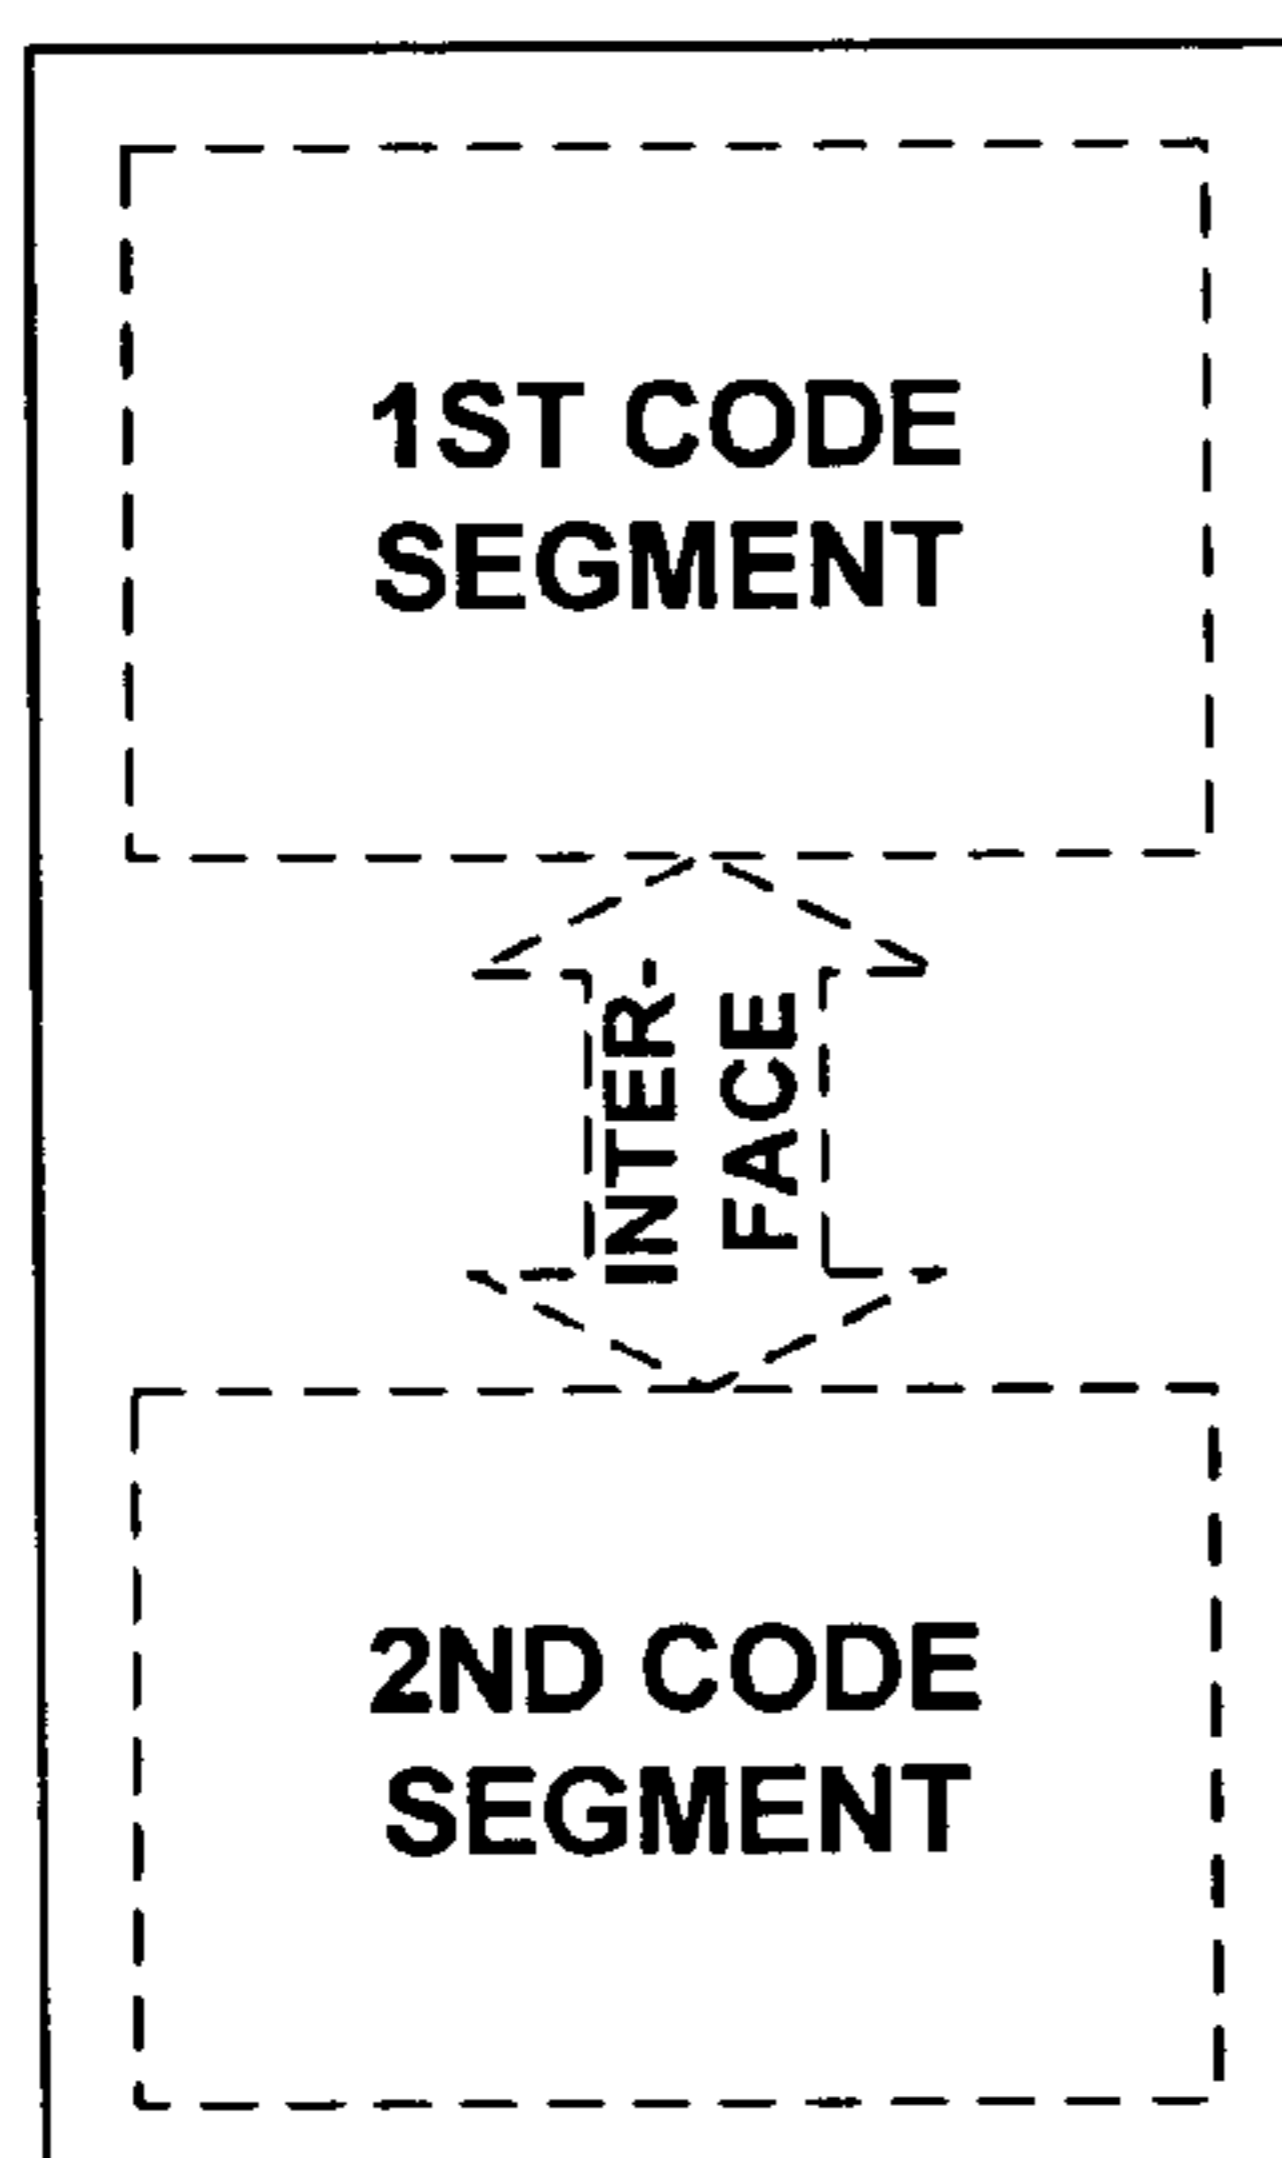 1ST CODE
SEGMENT
INTER-
FACE
2ND CODE
SEGMENT